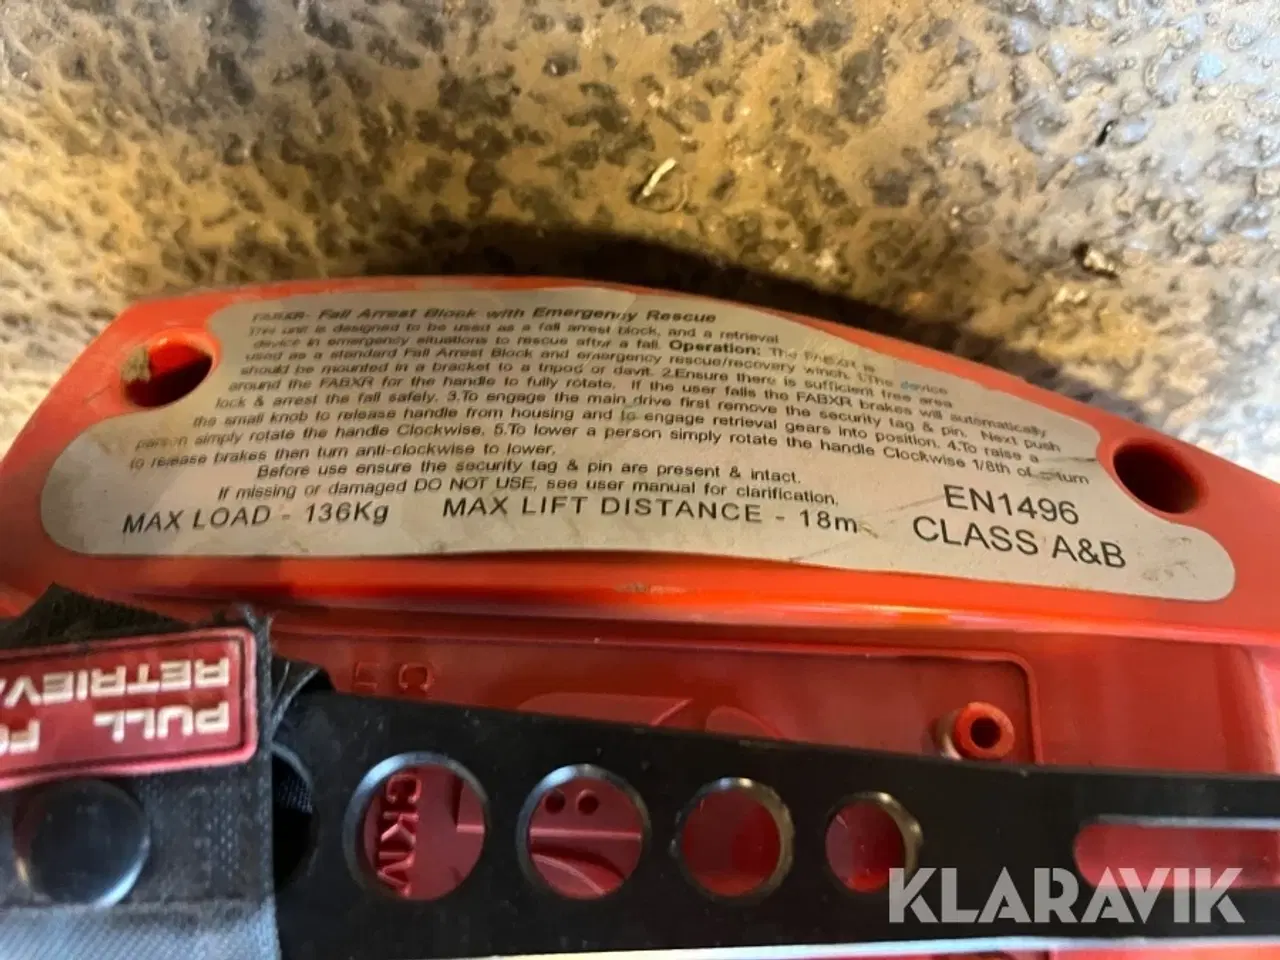 FABXR- Fall Arrest Block with Emergency Rescue
This unit is designed to be used as a fall arrest block, and a retrieval
device in emergency situations to rescue after a fall. Operation: The FABXR is
used as a standard Fall Arrest Block and emergency rescue/recovery winch. 1.The device
should be mounted in a bracket to a tripod or davit. 2.Ensure there is sufficient free area
around the FABXR for the handle to fully rotate. If the user falls the FABXR brakes will automatically
lock & arrest the fall safely. 3.To engage the main drive first remove the security tag & pin. Next push
the small knob to release handle from housing and to engage retrieval gears into position. 4.To raise a
person simply rotate the handle Clockwise. 5.To lower a person simply rotate the handle Clockwise 1/8th of turn
to release brakes then turn anti-clockwise to lower.
Before use ensure the security tag & pin are present & intact.
If missing or damaged DO NOT USE, see user manual for clarification.
MAX LOAD - 136Kg MAX LIFT DISTANCE - 18m
EN1496
CLASS A&B
PULL FO
RETRIEVA
CKM
KLARAVIK